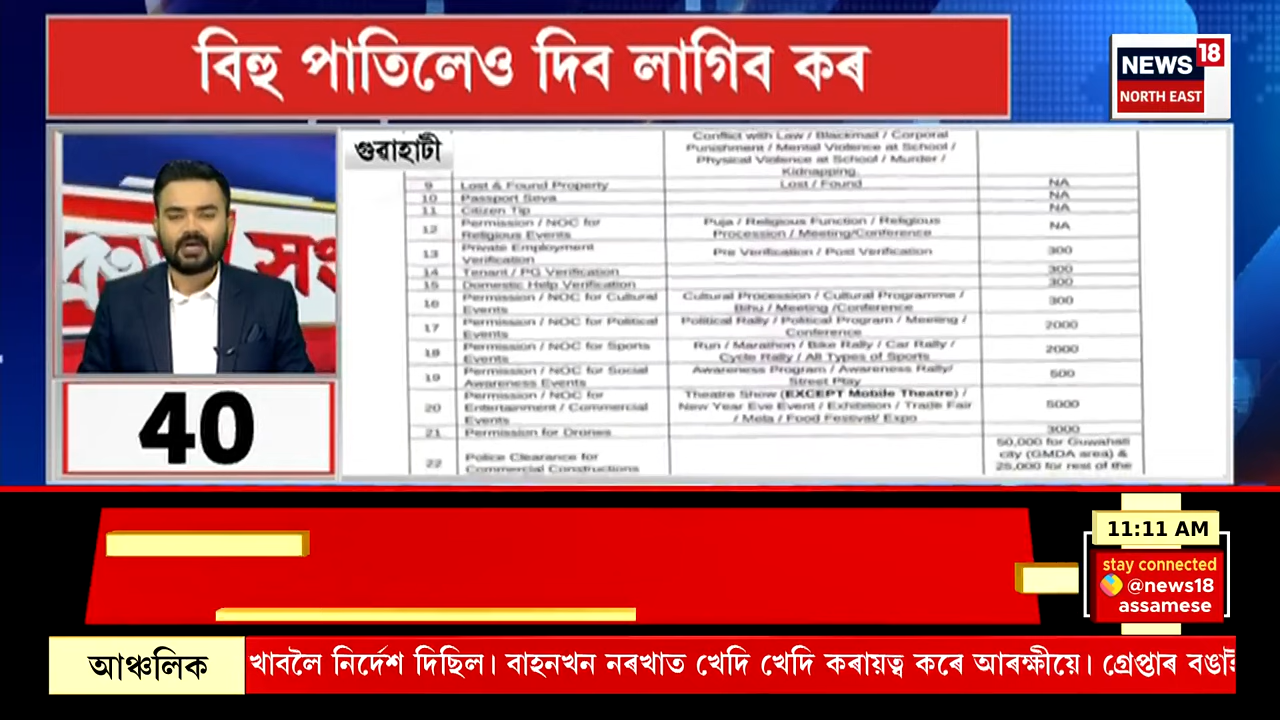 বিহু পাতিলেও দিব লাগিব কৰ
NEWS 18
NORTH EAST
গুৱাহাটী
Conflict with Law / Blackmail / Corporal
Punishment / Mental Violence at School /
Physical Violence at School / Murder /
Kidnapping
9 Lost & Found Property Lost / Found NA
10 Passport Seva NA
11 Citizen Tip NA
12 Permission / NOC for Religious Events Puja / Religious Function / Religious Procession / Meeting/Conference NA
13 Private Employment Verification Pre Verification / Post Verification 300
14 Tenant / PG Verification 300
15 Domestic Help Verification 300
16 Permission / NOC for Cultural Events Cultural Procession / Cultural Programme / Bihu / Meeting /Conference 300
17 Permission / NOC for Political Events Political Rally / Political Program / Meeting / Conference 2000
18 Permission / NOC for Sports Events Run / Marathon / Bike Rally / Car Rally / Cycle Rally / All Types of Sports 2000
19 Permission / NOC for Social Awareness Events Awareness Program / Awareness Rally/ Street Play 500
20 Permission / NOC for Entertainment / Commercial Events Theatre Show (EXCEPT Mobile Theatre) / New Year Eve Event / Exhibition / Trade Fair / Mela / Food Festival/ Expo 5000
21 Permission for Drones 3000
22 Police Clearance for Commercial Constructions 50,000 for Guwahati city (GMDA area) & 25,000 for rest of the
40
11:11 AM
stay connected
@news18
assamese
আঞ্চলিক
খাবলৈ নিৰ্দেশ দিছিল। বাহনখন নৰখাত খেদি খেদি কৰায়ত্ব কৰে আৰক্ষীয়ে। গ্ৰেপ্তাৰ